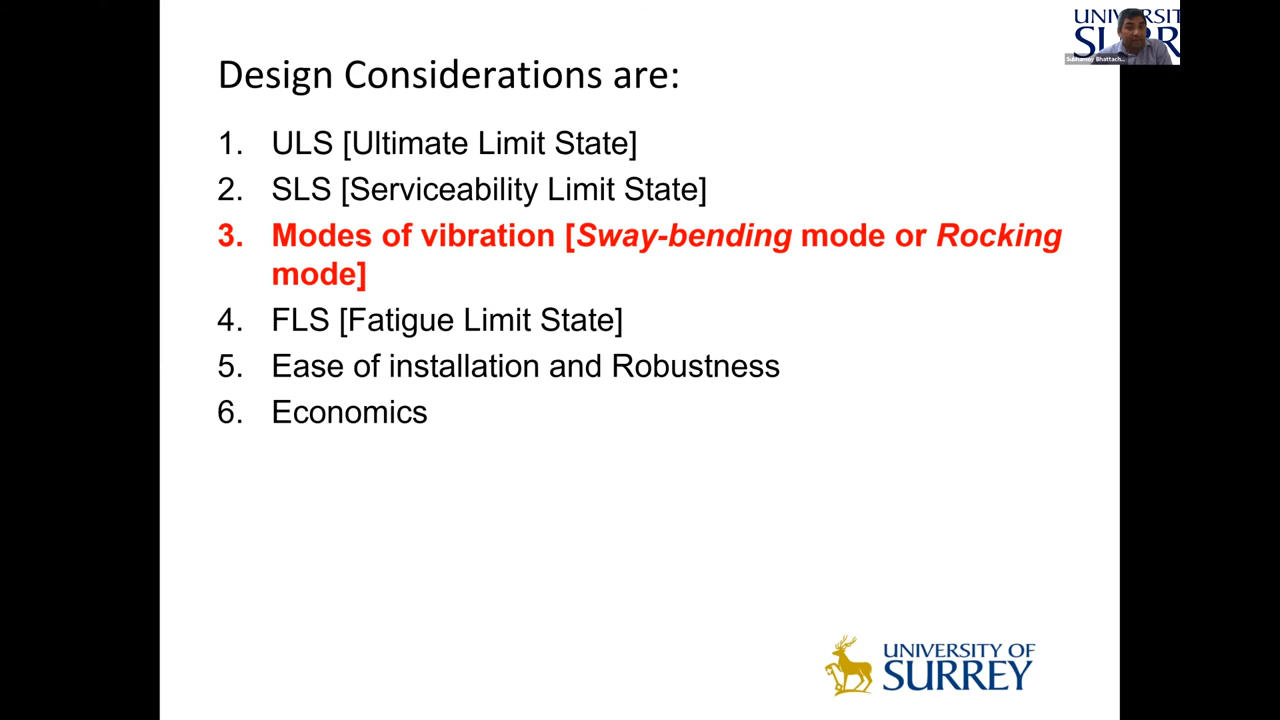 UNIVERSIT
SURR
Design Considerations are:
1. ULS [Ultimate Limit State]
2. SLS [Serviceability Limit State]
3. Modes of vibration [Sway-bending mode or Rocking
mode]
4. FLS [Fatigue Limit State]
5. Ease of installation and Robustness
6. Economics
UNIVERSITY OF
SURREY